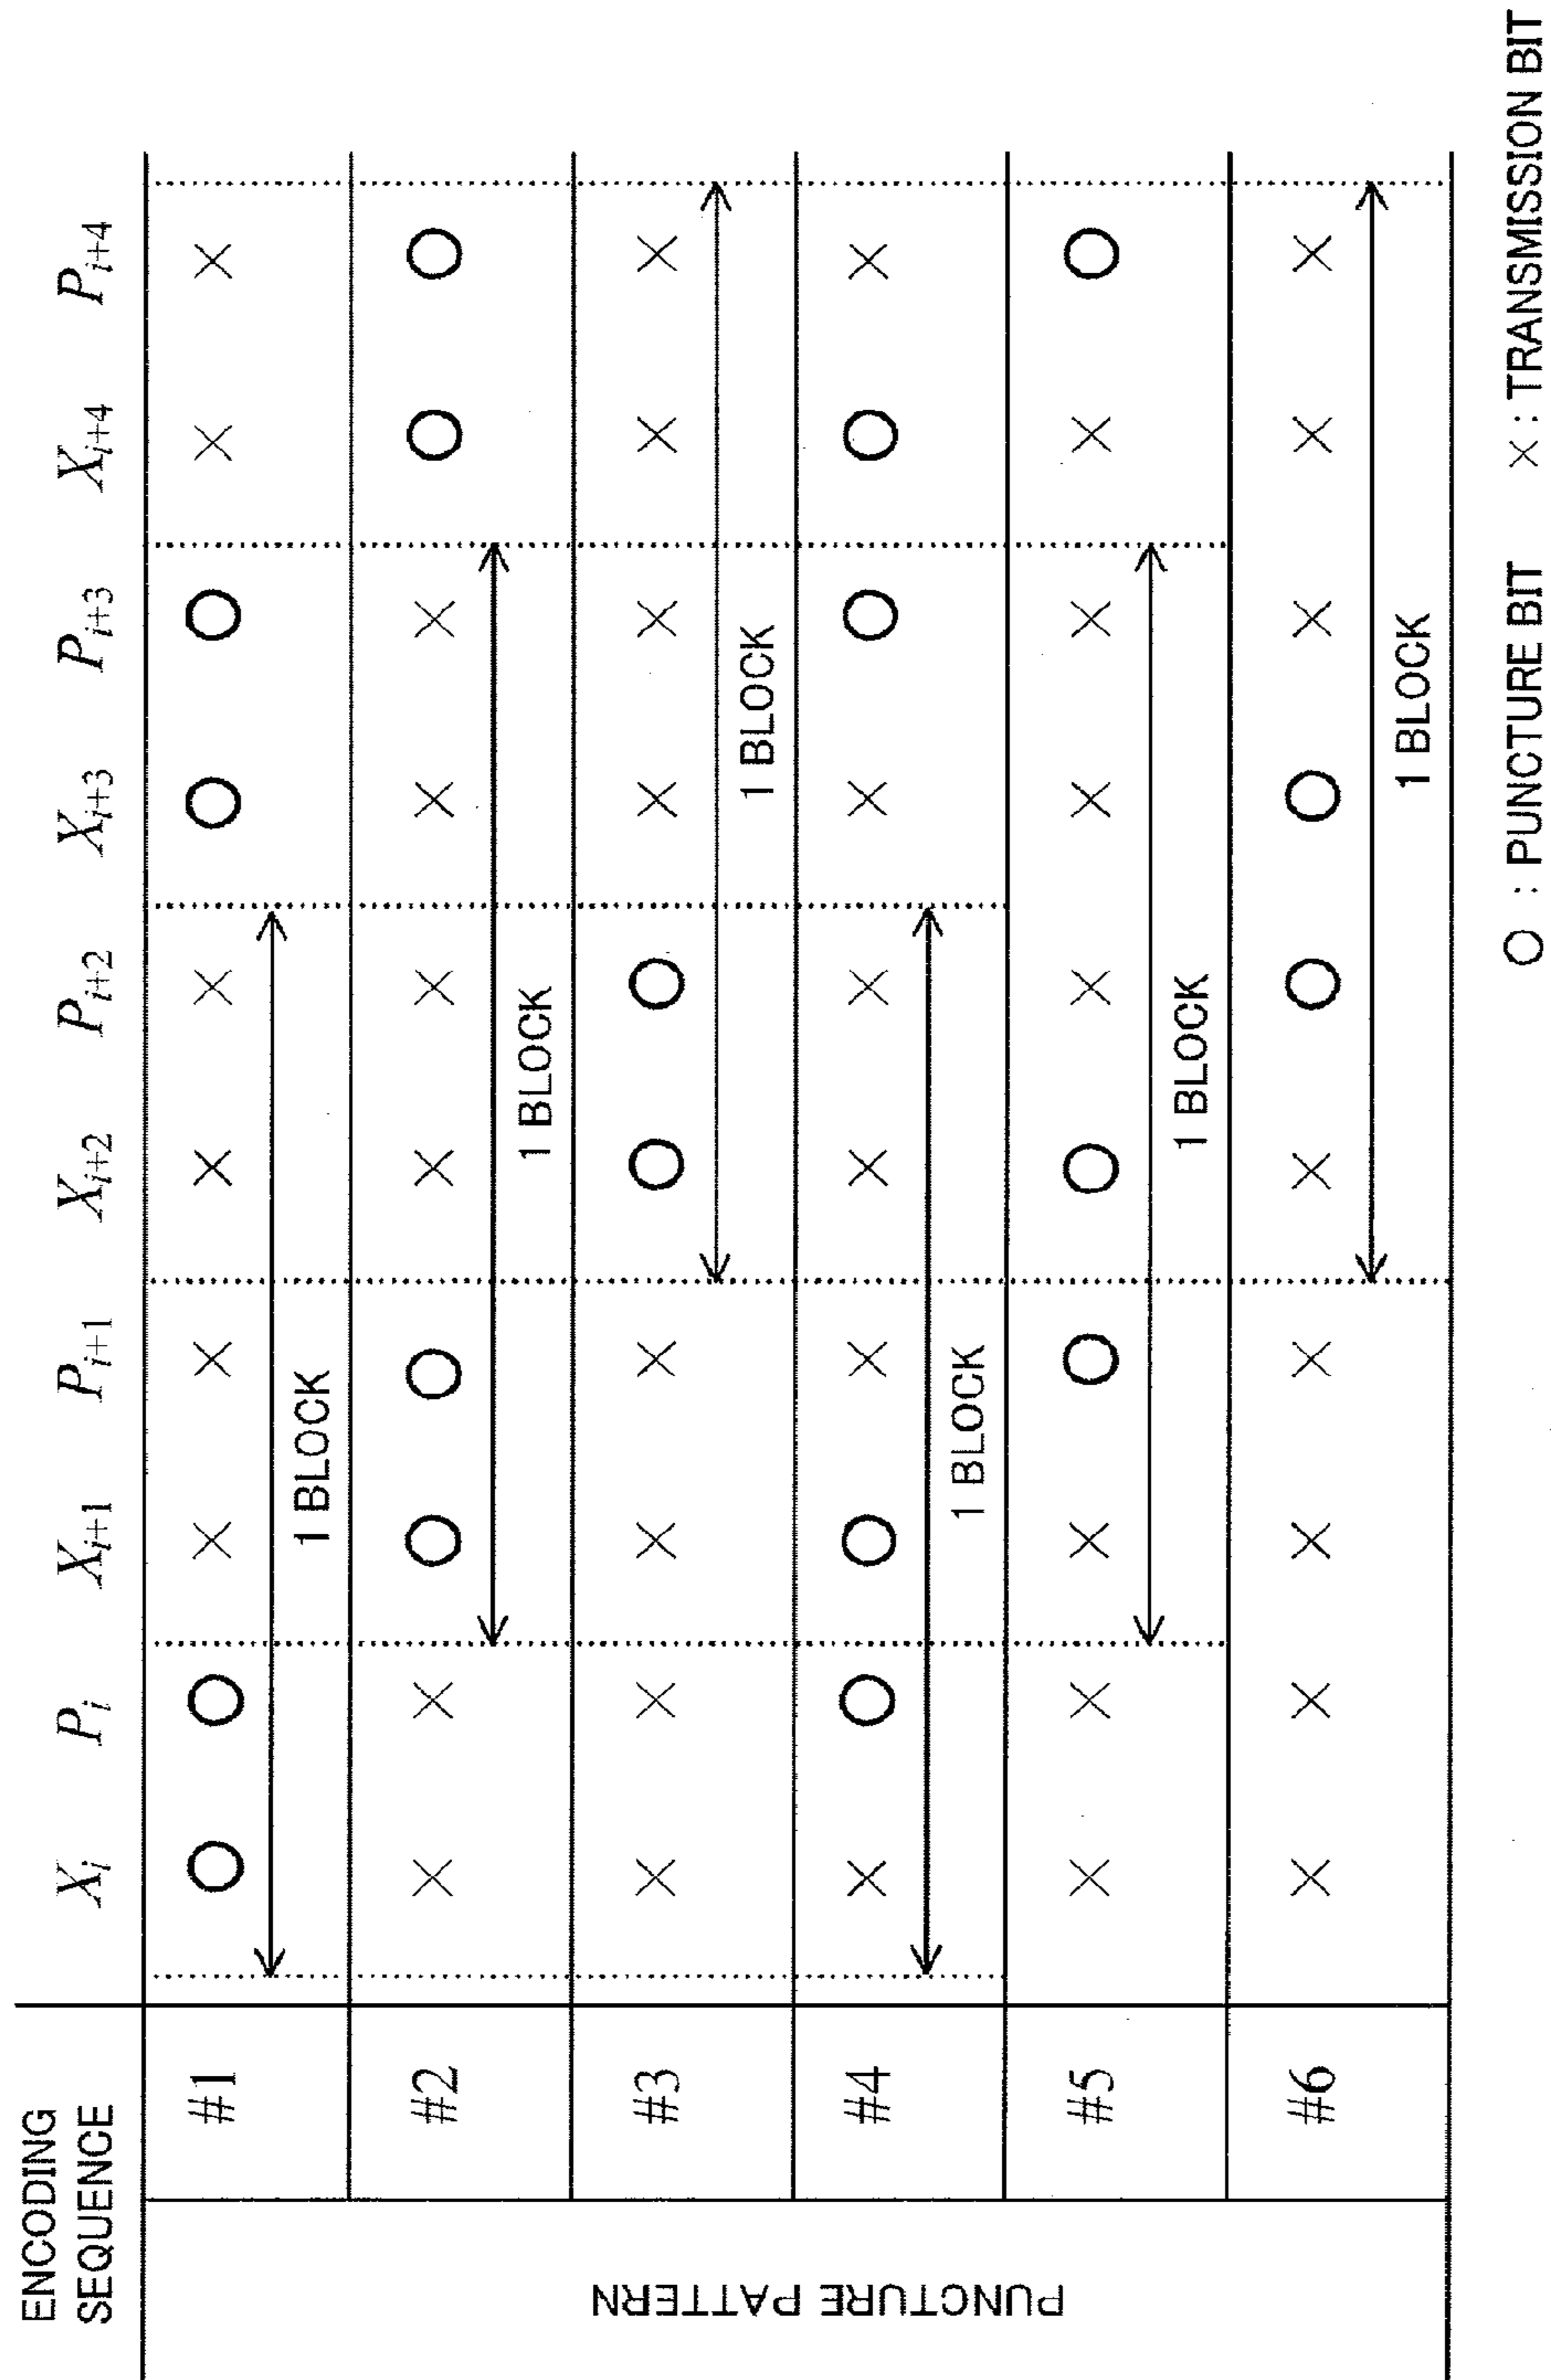 ENCODING
SEQUENCE
X_i P_i X_{i+1} P_{i+1} X_{i+2} P_{i+2} X_{i+3} P_{i+3} X_{i+4} P_{i+4}
PUNCTURE PATTERN
#1 ○ ○ × × × × ○ ○ × ×
1 BLOCK
#2 × × ○ ○ × × × × ○ ○
1 BLOCK
#3 × × × × ○ ○ × × × ×
1 BLOCK
#4 × ○ ○ × × × × ○ ○ ×
1 BLOCK
#5 × × × ○ ○ × × × × ○
1 BLOCK
#6 × × × × × ○ ○ × × ×
1 BLOCK
○ : PUNCTURE BIT × : TRANSMISSION BIT